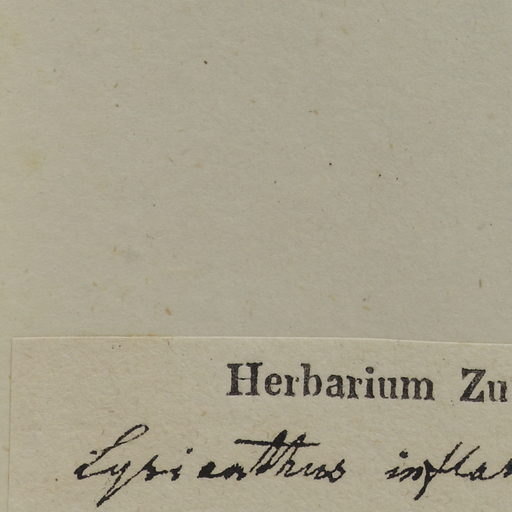 Herbarium Zu
Lysianthus inflat